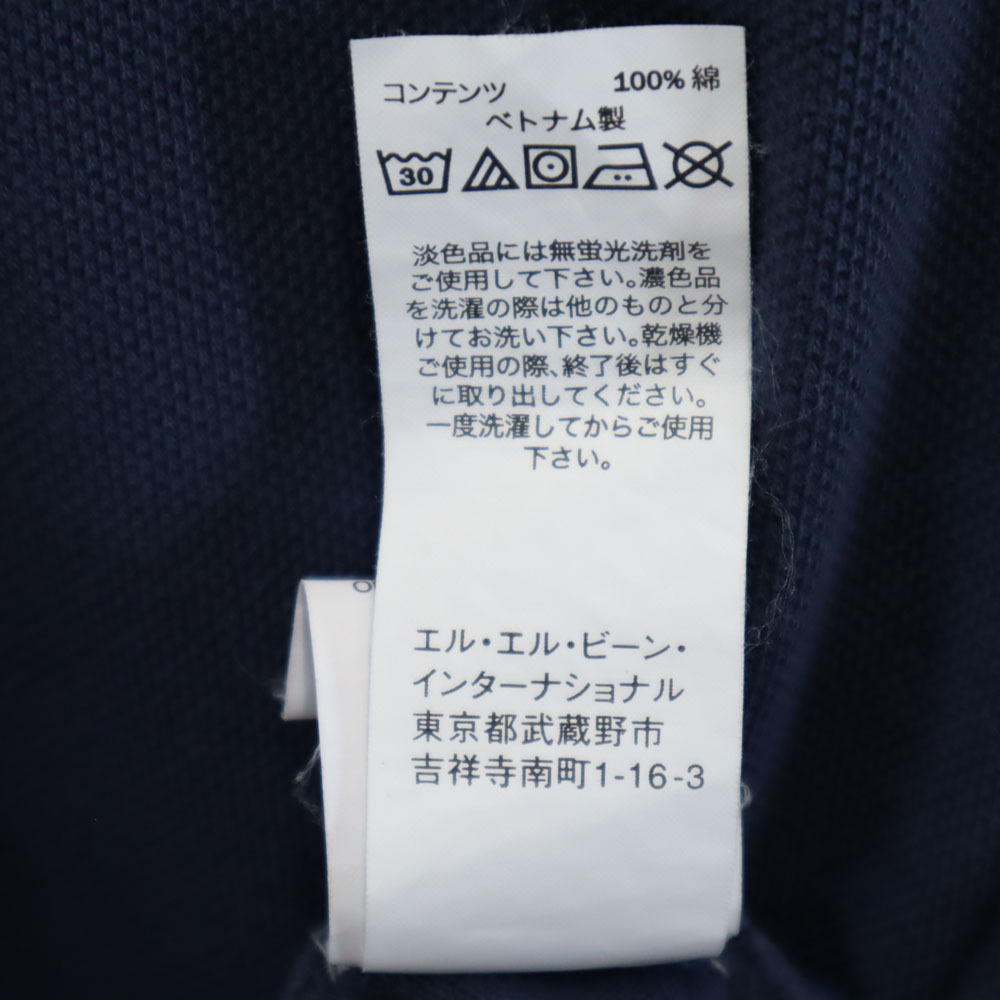 コンテンツ 100% 綿
ベトナム製
30
淡色品には無蛍光洗剤を
ご使用して下さい。濃色品
を洗濯の際は他のものと分
けてお洗い下さい。乾燥機
ご使用の際、終了後はすぐ
に取り出してください。
一度洗濯してからご使用
下さい。
エル・エル・ビーン・
インターナショナル
東京都武蔵野市
吉祥寺南町1-16-3